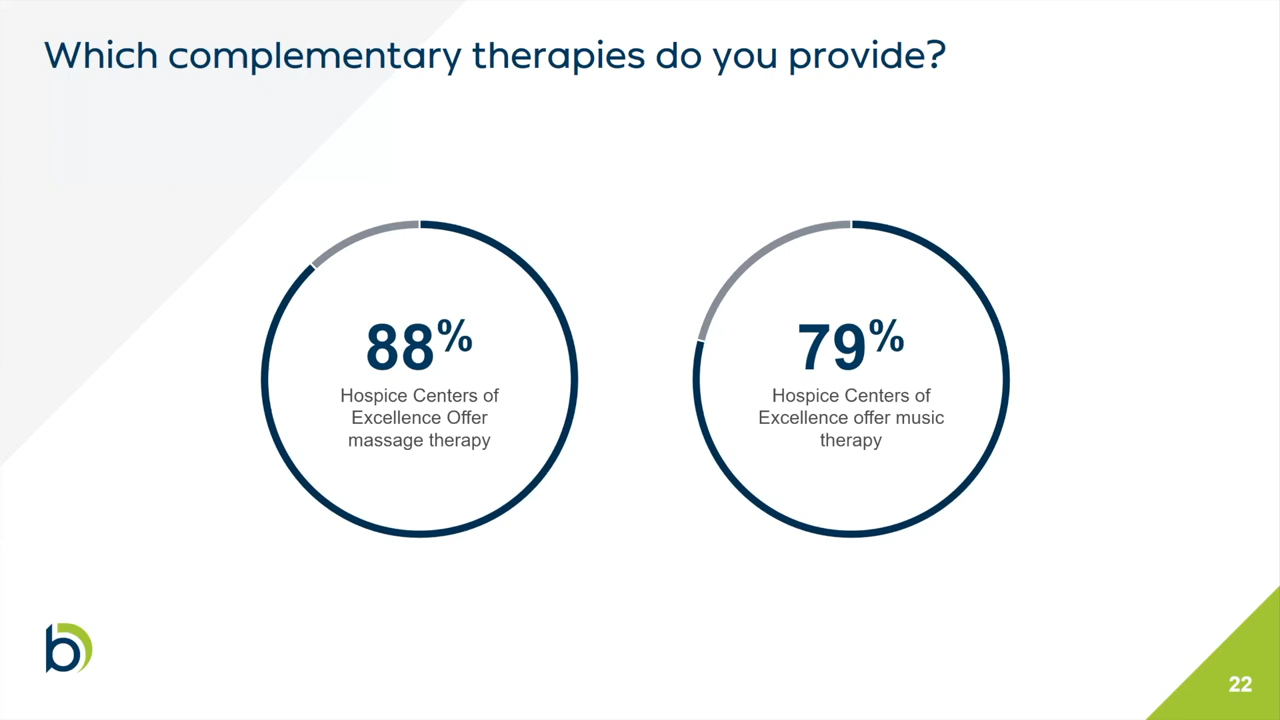 Which complementary therapies do you provide?
88%
Hospice Centers of
Excellence Offer
massage therapy
79%
Hospice Centers of
Excellence offer music
therapy
b
22